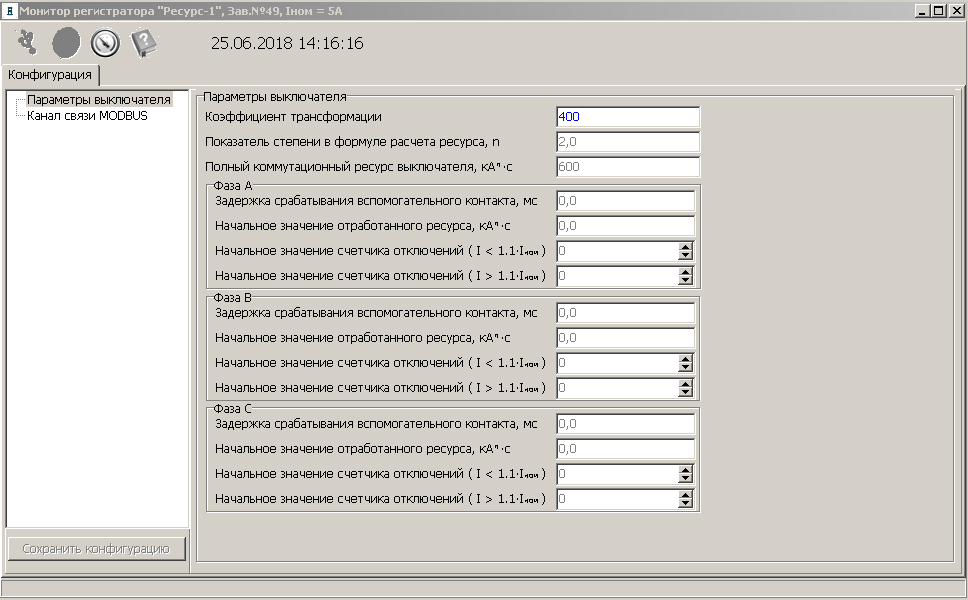 Монитор регистратора "Ресурс-1", Зав.№49, Iном = 5А
25.06.2018 14:16:16
Конфигурация
Параметры выключателя
Канал связи MODBUS
Сохранить конфигурацию
Параметры выключателя
Коэффициент трансформации 400
Показатель степени в формуле расчета ресурса, n 2,0
Полный коммутационный ресурс выключателя, кАⁿ·с 600
Фаза А
Задержка срабатывания вспомогательного контакта, мс 0,0
Начальное значение отработанного ресурса, кАⁿ·с 0,0
Начальное значение счетчика отключений ( I < 1.1·Iном ) 0
Начальное значение счетчика отключений ( I > 1.1·Iном ) 0
Фаза В
Задержка срабатывания вспомогательного контакта, мс 0,0
Начальное значение отработанного ресурса, кАⁿ·с 0,0
Начальное значение счетчика отключений ( I < 1.1·Iном ) 0
Начальное значение счетчика отключений ( I > 1.1·Iном ) 0
Фаза С
Задержка срабатывания вспомогательного контакта, мс 0,0
Начальное значение отработанного ресурса, кАⁿ·с 0,0
Начальное значение счетчика отключений ( I < 1.1·Iном ) 0
Начальное значение счетчика отключений ( I > 1.1·Iном ) 0